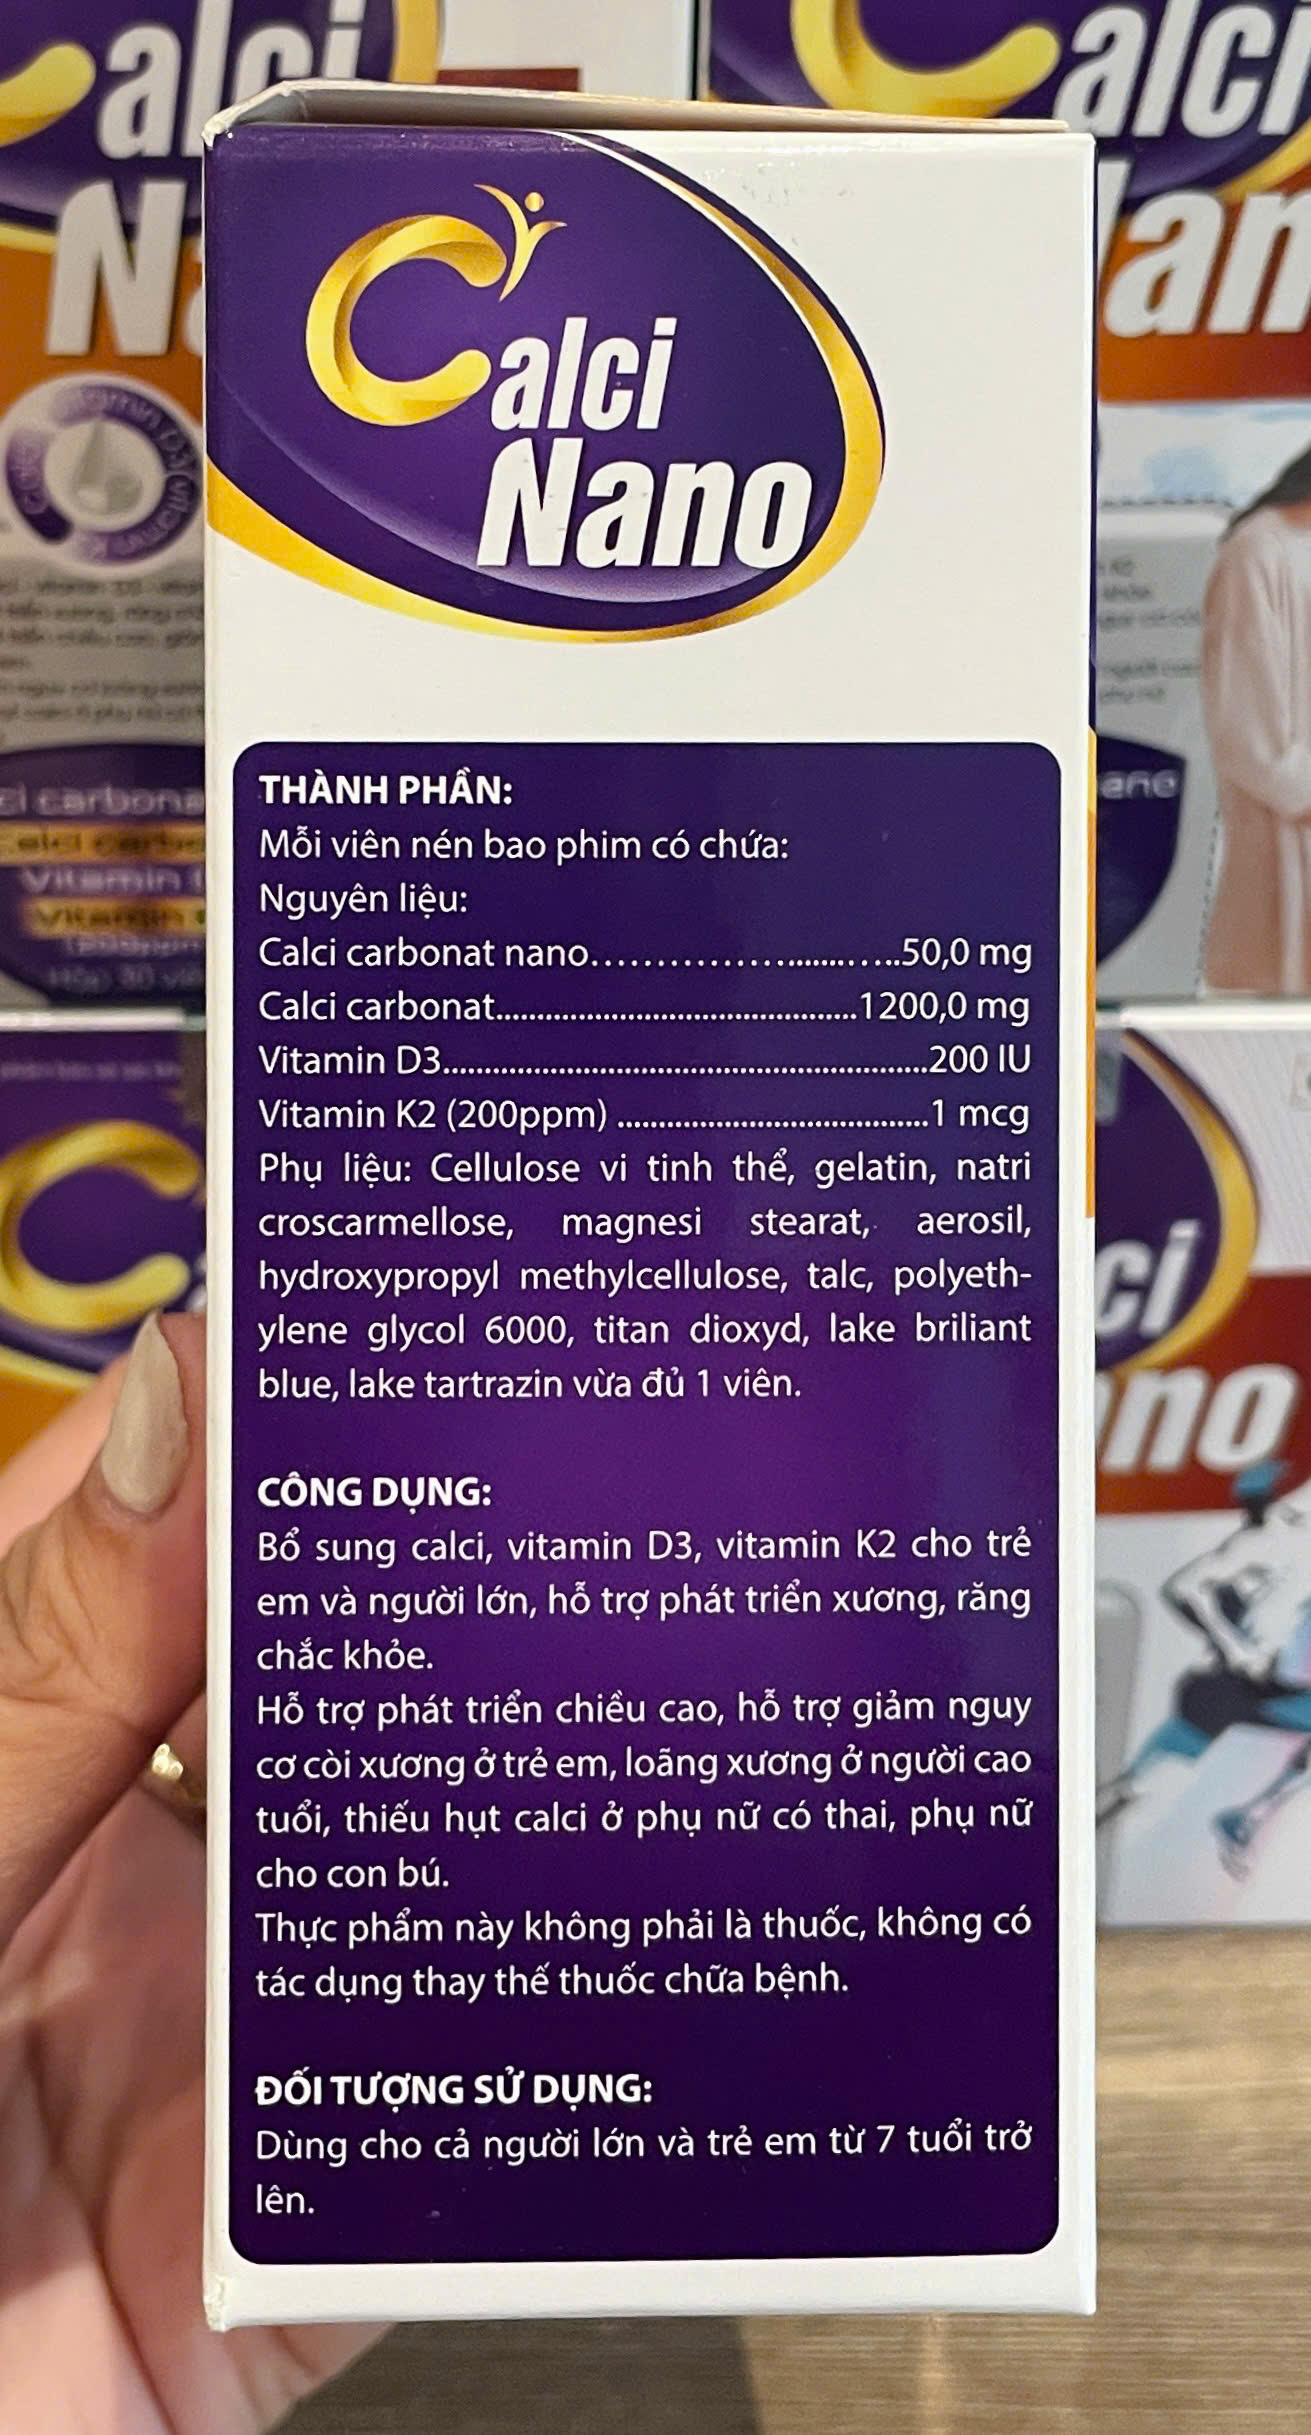 Calci
Nano
THÀNH PHẦN:
Mỗi viên nén bao phim có chứa:
Nguyên liệu:
Calci carbonat nano....................................50,0 mg
Calci carbonat............................................1200,0 mg
Vitamin D3...........................................................200 IU
Vitamin K2 (200ppm) ......................................1 mcg
Phụ liệu: Cellulose vi tinh thể, gelatin, natri
croscarmellose, magnesi stearat, aerosil,
hydroxypropyl methylcellulose, talc, polyeth-
ylene glycol 6000, titan dioxyd, lake briliant
blue, lake tartrazin vừa đủ 1 viên.
CÔNG DỤNG:
Bổ sung calci, vitamin D3, vitamin K2 cho trẻ
em và người lớn, hỗ trợ phát triển xương, răng
chắc khỏe.
Hỗ trợ phát triển chiều cao, hỗ trợ giảm nguy
cơ còi xương ở trẻ em, loãng xương ở người cao
tuổi, thiếu hụt calci ở phụ nữ có thai, phụ nữ
cho con bú.
Thực phẩm này không phải là thuốc, không có
tác dụng thay thế thuốc chữa bệnh.
ĐỐI TƯỢNG SỬ DỤNG:
Dùng cho cả người lớn và trẻ em từ 7 tuổi trở
lên.